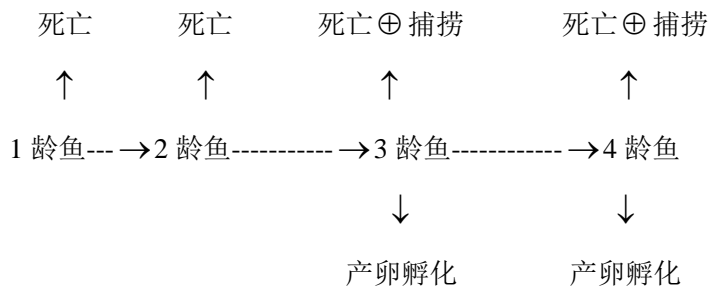 死亡 死亡 死亡⊕捕捞 死亡⊕捕捞
↑ ↑ ↑ ↑
1 龄鱼--- →2 龄鱼----------- →3 龄鱼------------ →4 龄鱼
↓ ↓
产卵孵化 产卵孵化